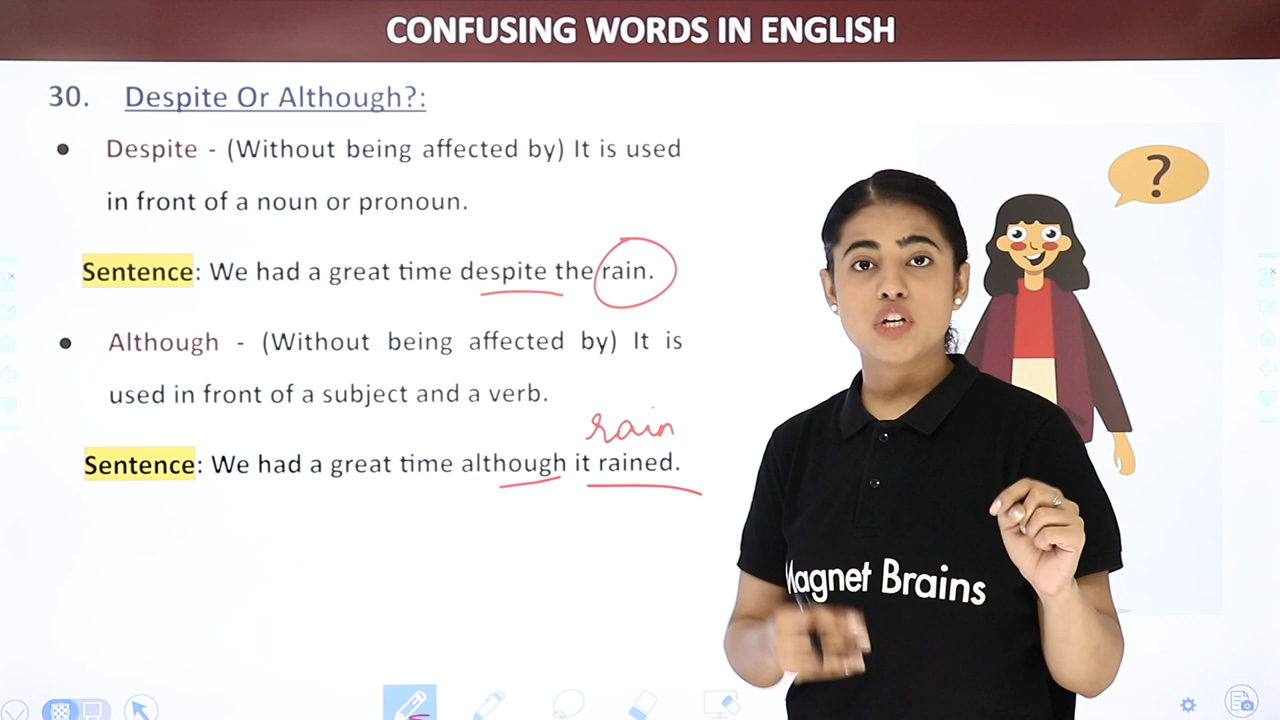 CONFUSING WORDS IN ENGLISH
30. Despite Or Although?:
?
• Despite - (Without being affected by) It is used
in front of a noun or pronoun.
Sentence: We had a great time despite the rain.
• Although - (Without being affected by) It is
used in front of a subject and a verb.
rain
Sentence: We had a great time although it rained.
Magnet Brains